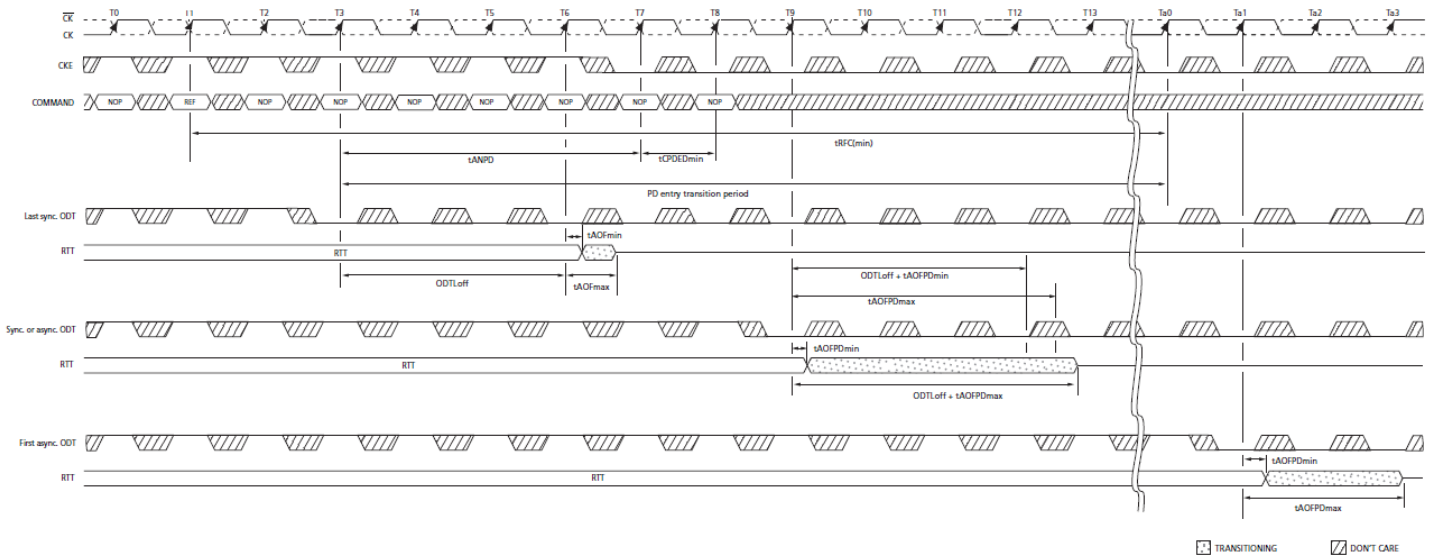 T0 T1 T2 T3 T4 T5 T6 T7 T8 T9 T10 T11 T12 T13 Ta0 Ta1 Ta2 Ta3
CK
CK
CKE
COMMAND NOP REF NOP NOP NOP NOP NOP NOP NOP
tRFC(min)
tANPD tCPDEDmin
PD entry transition period
Last sync. ODT
tAOFmin
RTT RTT
ODTLoff tAOFmax
ODTLoff + tAOFPDmin
tAOFPDmax
Sync. or async. ODT
tAOFPDmin
RTT RTT
ODTLoff + tAOFPDmax
First async. ODT
tAOFPDmin
RTT RTT
tAOFPDmax
TRANSITIONING DON'T CARE